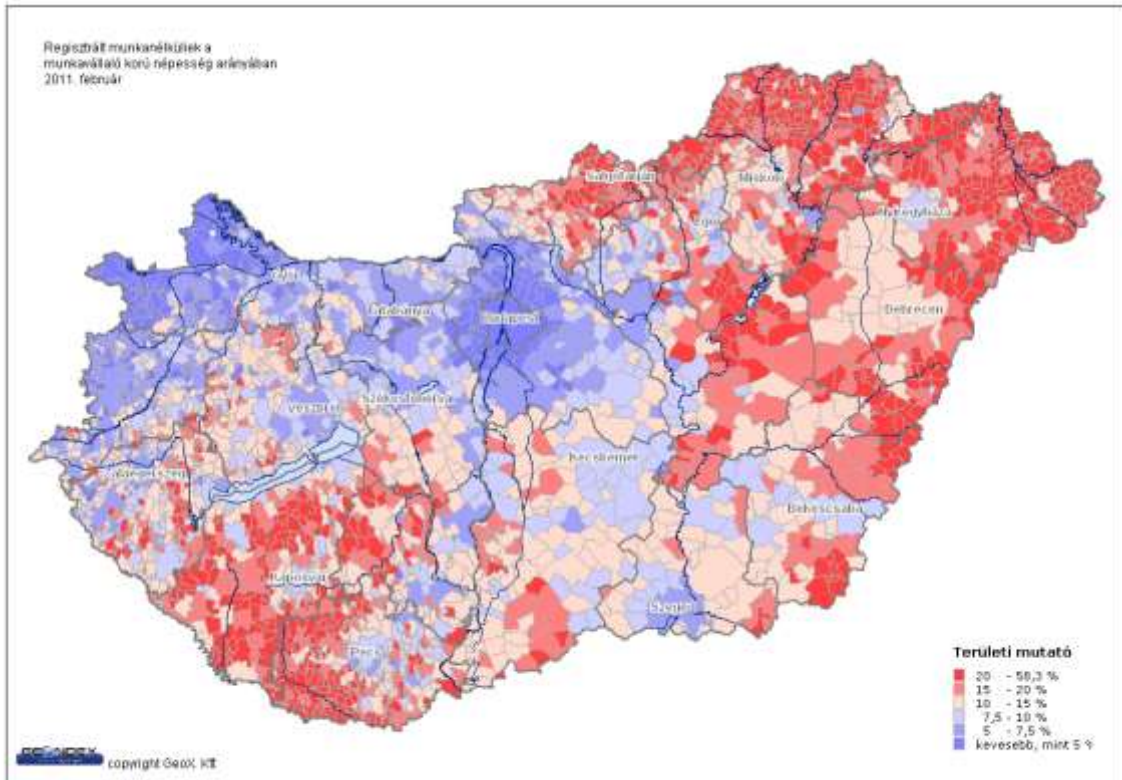 Regisztrált munkanélküliek a
munkavállaló korú népesség arányában
2011. február
Salgótarján
Miskolc
Eger
Nyíregyháza
Győr
Tatabánya
Budapest
Debrecen
Veszprém
Székesfehérvá
Zalaegerszeg
Kecskemét
Békéscsaba
Kaposvár
Szeged
Pécs
Területi mutató
20 - 58,3 %
15 - 20 %
10 - 15 %
7,5 - 10 %
5 - 7,5 %
kevesebb, mint 5 %
GEOINDEX
copyright GeoX Kft